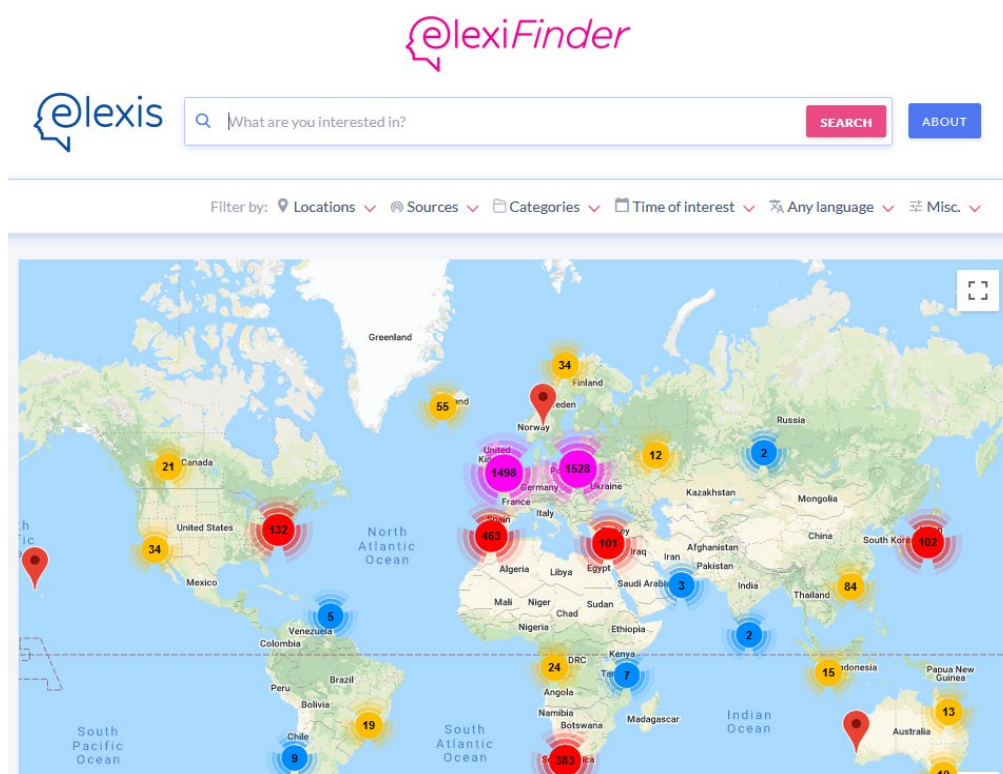 elexiFinder
elexis
What are you interested in?
SEARCH
ABOUT
Filter by: Locations Sources Categories Time of interest Any language Misc.
Greenland
34
Finland
55
Norway
Russia
United
12
2
21
Canada
1498
1528
Ukraine
Germany
France
Kazakhstan
Mongolia
Italy
United States
132
North
Atlantic
Ocean
463
101
Iraq
Iran
Afghanistan
China
102
34
Algeria
Libya
Egypt
Pakistan
Mexico
3
India
84
Thailand
Mali
Niger
Chad
Sudan
5
Venezuela
Nigeria
Ethiopia
2
Colombia
24
DRC
Kenya
7
15
Papua New
Guinea
Peru
Brazil
Angola
Bolivia
Namibia
Botswana
Madagascar
Indian
Ocean
13
Australia
19
South
Pacific
Ocean
Chile
9
South
Atlantic
Ocean
383